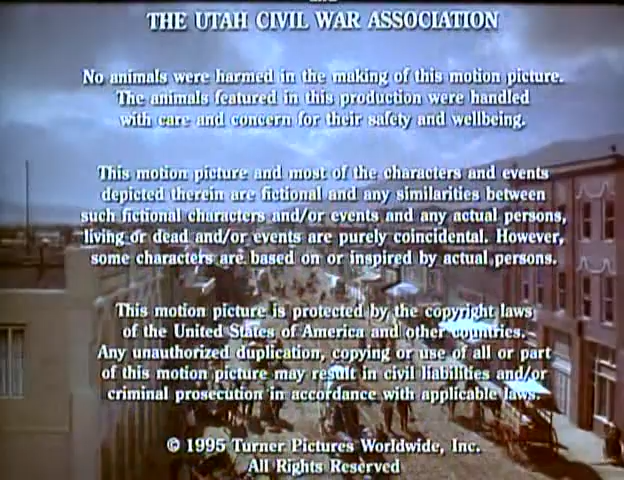 THE UTAH CIVIL WAR ASSOCIATION
No animals were harmed in the making of this motion picture.
The animals featured in this production were handled
with care and concern for their safety and wellbeing.
This motion picture and most of the characters and events
depicted therein are fictional and any similarities between
such fictional characters and/or events and any actual persons,
living or dead and/or events are purely coincidental. However,
some characters are based on or inspired by actual persons.
This motion picture is protected by the copyright laws
of the United States of America and other countries.
Any unauthorized duplication, copying or use of all or part
of this motion picture may result in civil liabilities and/or
criminal prosecution in accordance with applicable laws.
© 1995 Turner Pictures Worldwide, Inc.
All Rights Reserved